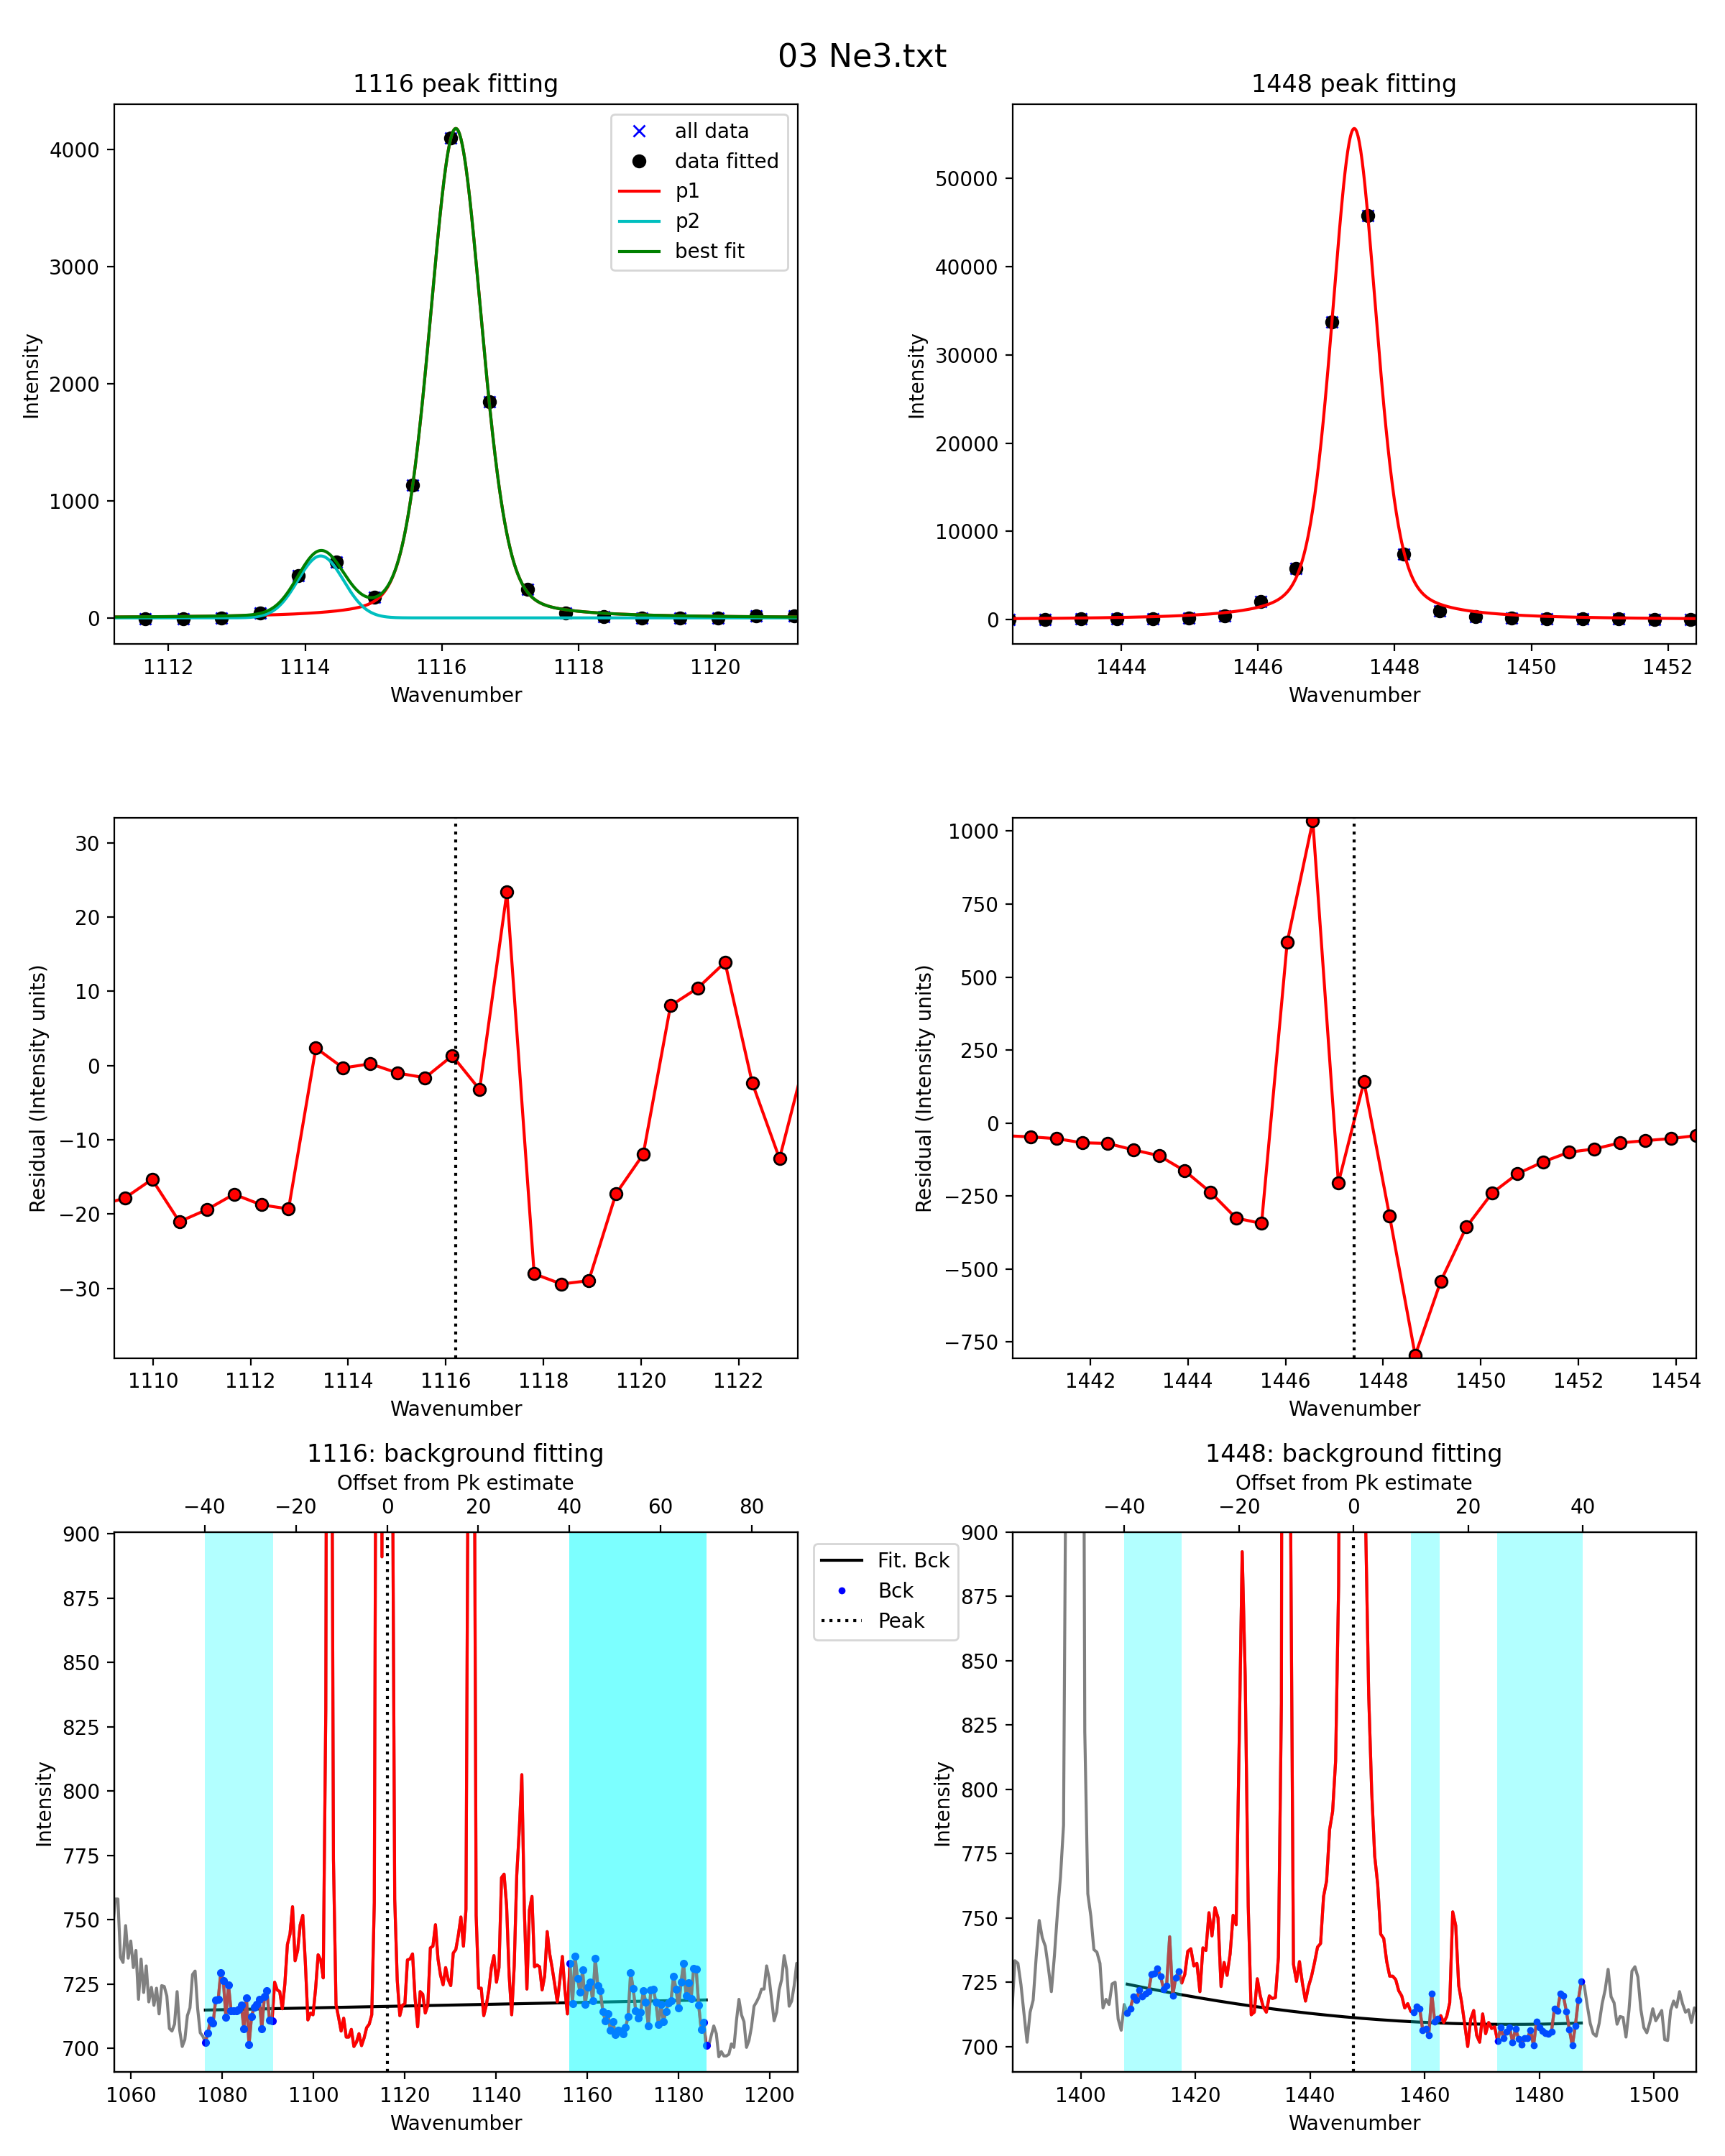 03 Ne3.txt
1116 peak fitting
4000
3000
2000
1000
0
Intensity
all data
data fitted
p1
p2
best fit
1112 1114 1116 1118 1120
Wavenumber
1448 peak fitting
50000
40000
30000
20000
10000
0
Intensity
1444 1446 1448 1450 1452
Wavenumber
30
20
10
0
−10
−20
−30
Residual (Intensity units)
1110 1112 1114 1116 1118 1120 1122
Wavenumber
1000
750
500
250
0
−250
−500
−750
Residual (Intensity units)
1442 1444 1446 1448 1450 1452 1454
Wavenumber
1116: background fitting
Offset from Pk estimate
−40 −20 0 20 40 60 80
900
875
850
825
800
775
750
725
700
Intensity
1060 1080 1100 1120 1140 1160 1180 1200
Wavenumber
Fit. Bck
Bck
Peak
1448: background fitting
Offset from Pk estimate
−40 −20 0 20 40
900
875
850
825
800
775
750
725
700
Intensity
1400 1420 1440 1460 1480 1500
Wavenumber